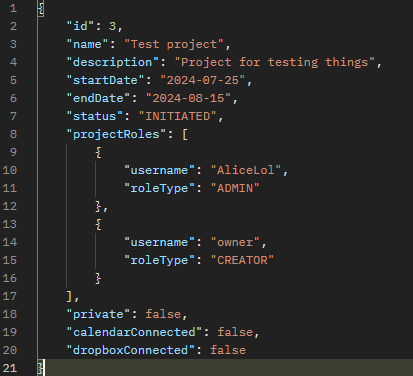 1 {
2     "id": 3,
3     "name": "Test project",
4     "description": "Project for testing things",
5     "startDate": "2024-07-25",
6     "endDate": "2024-08-15",
7     "status": "INITIATED",
8     "projectRoles": [
9         {
10             "username": "AliceLol",
11             "roleType": "ADMIN"
12         },
13         {
14             "username": "owner",
15             "roleType": "CREATOR"
16         }
17     ],
18     "private": false,
19     "calendarConnected": false,
20     "dropboxConnected": false
21 }